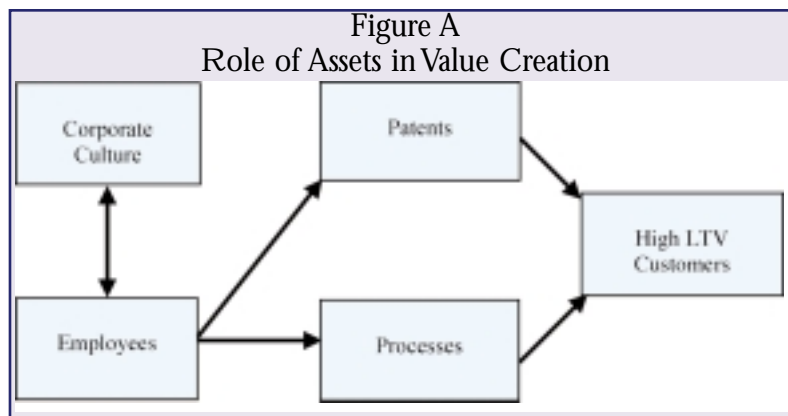 Figure A
Role of Assets in Value Creation
Corporate
Culture
Patents
High LTV
Customers
Employees
Processes